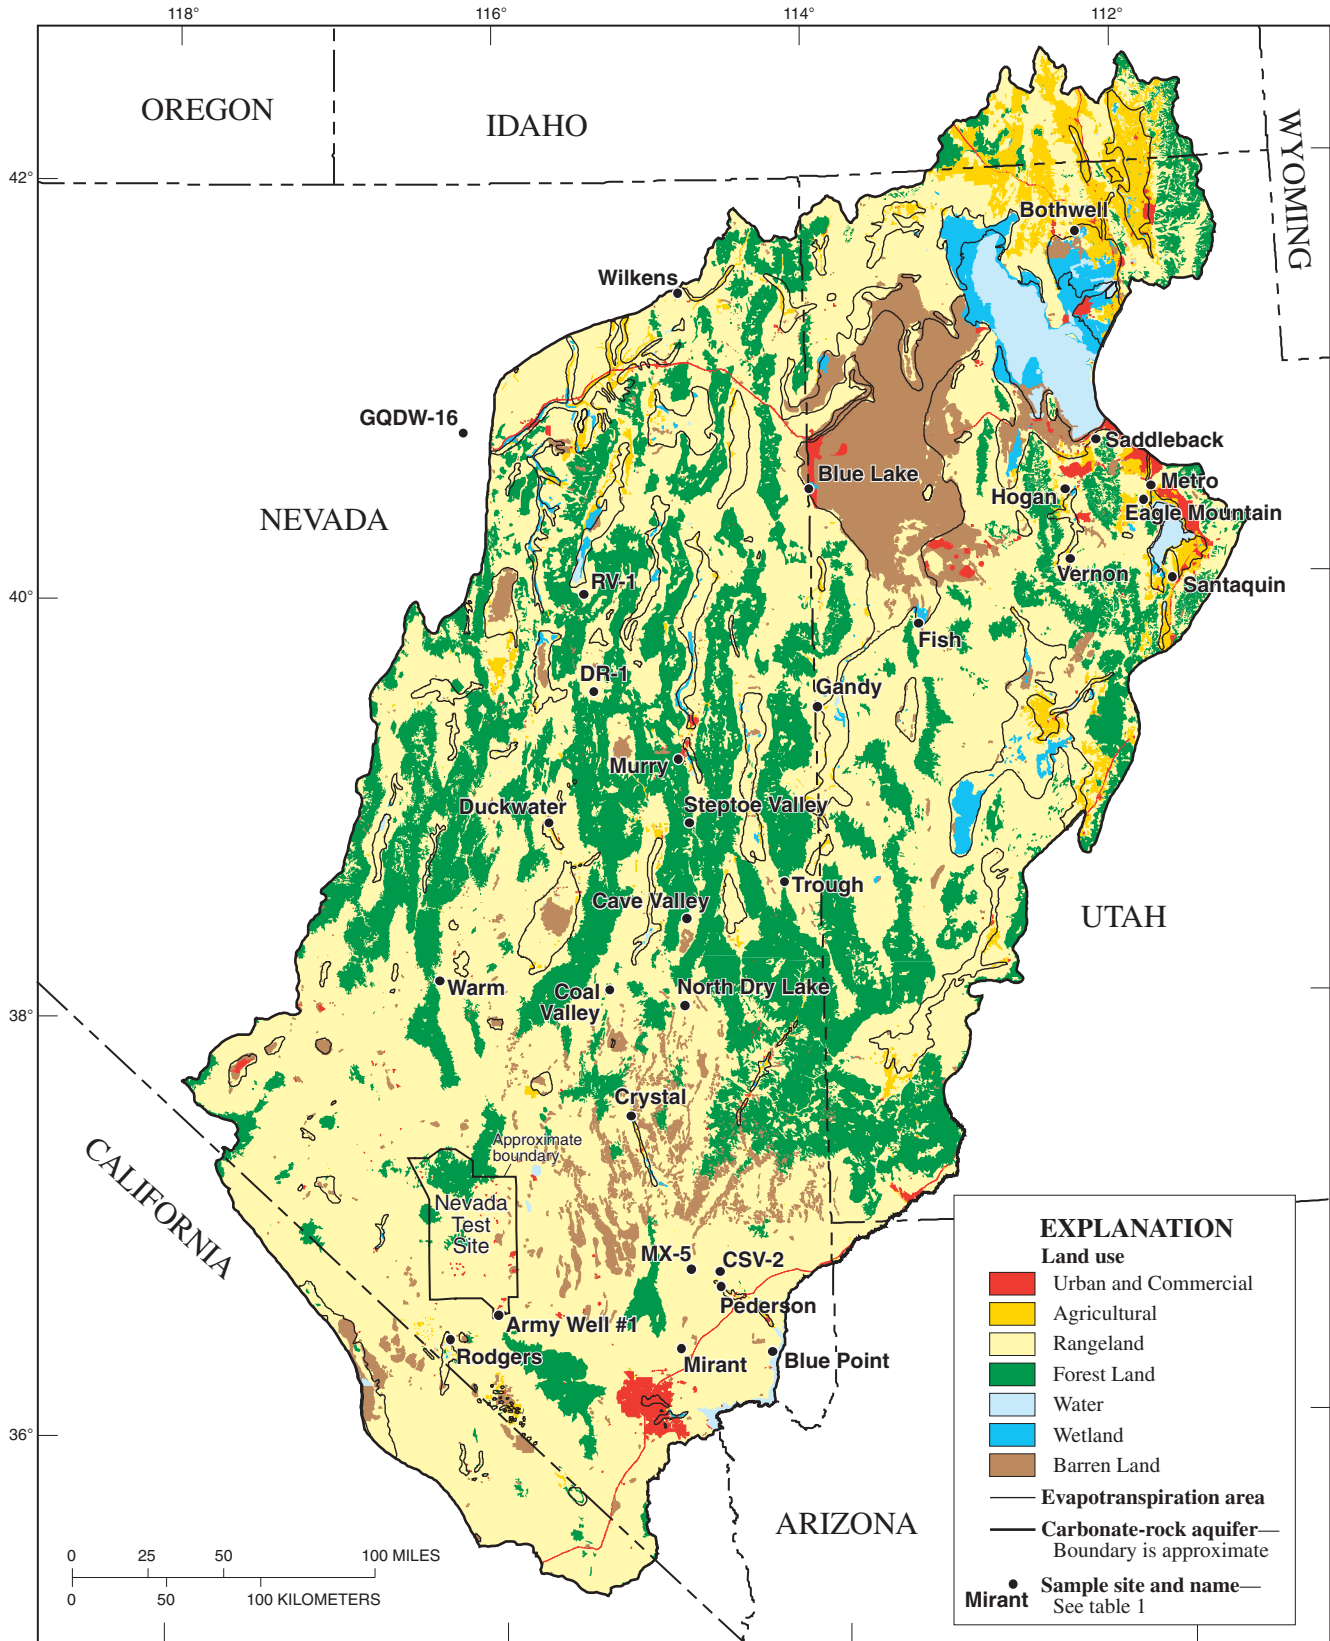 118°
116°
114°
112°
OREGON
IDAHO
WYOMING
42°
Bothwell
Wilkens
GQDW-16
Saddleback
Blue Lake
Metro
Hogan
Eagle Mountain
NEVADA
Vernon
RV-1
Santaquin
40°
Fish
DR-1
Gandy
Murry
Duckwater
Steptoe Valley
Trough
Cave Valley
UTAH
Warm
Coal
Valley
North Dry Lake
38°
Crystal
Approximate
boundary
CALIFORNIA
Nevada
Test
Site
MX-5
CSV-2
Pederson
Army Well #1
Rodgers
Mirant
Blue Point
36°
ARIZONA
EXPLANATION
Land use
Urban and Commercial
Agricultural
Rangeland
Forest Land
Water
Wetland
Barren Land
Evapotranspiration area
Carbonate-rock aquifer—
Boundary is approximate
Mirant
Sample site and name—
See table 1
0 25 50 100 MILES
0 50 100 KILOMETERS